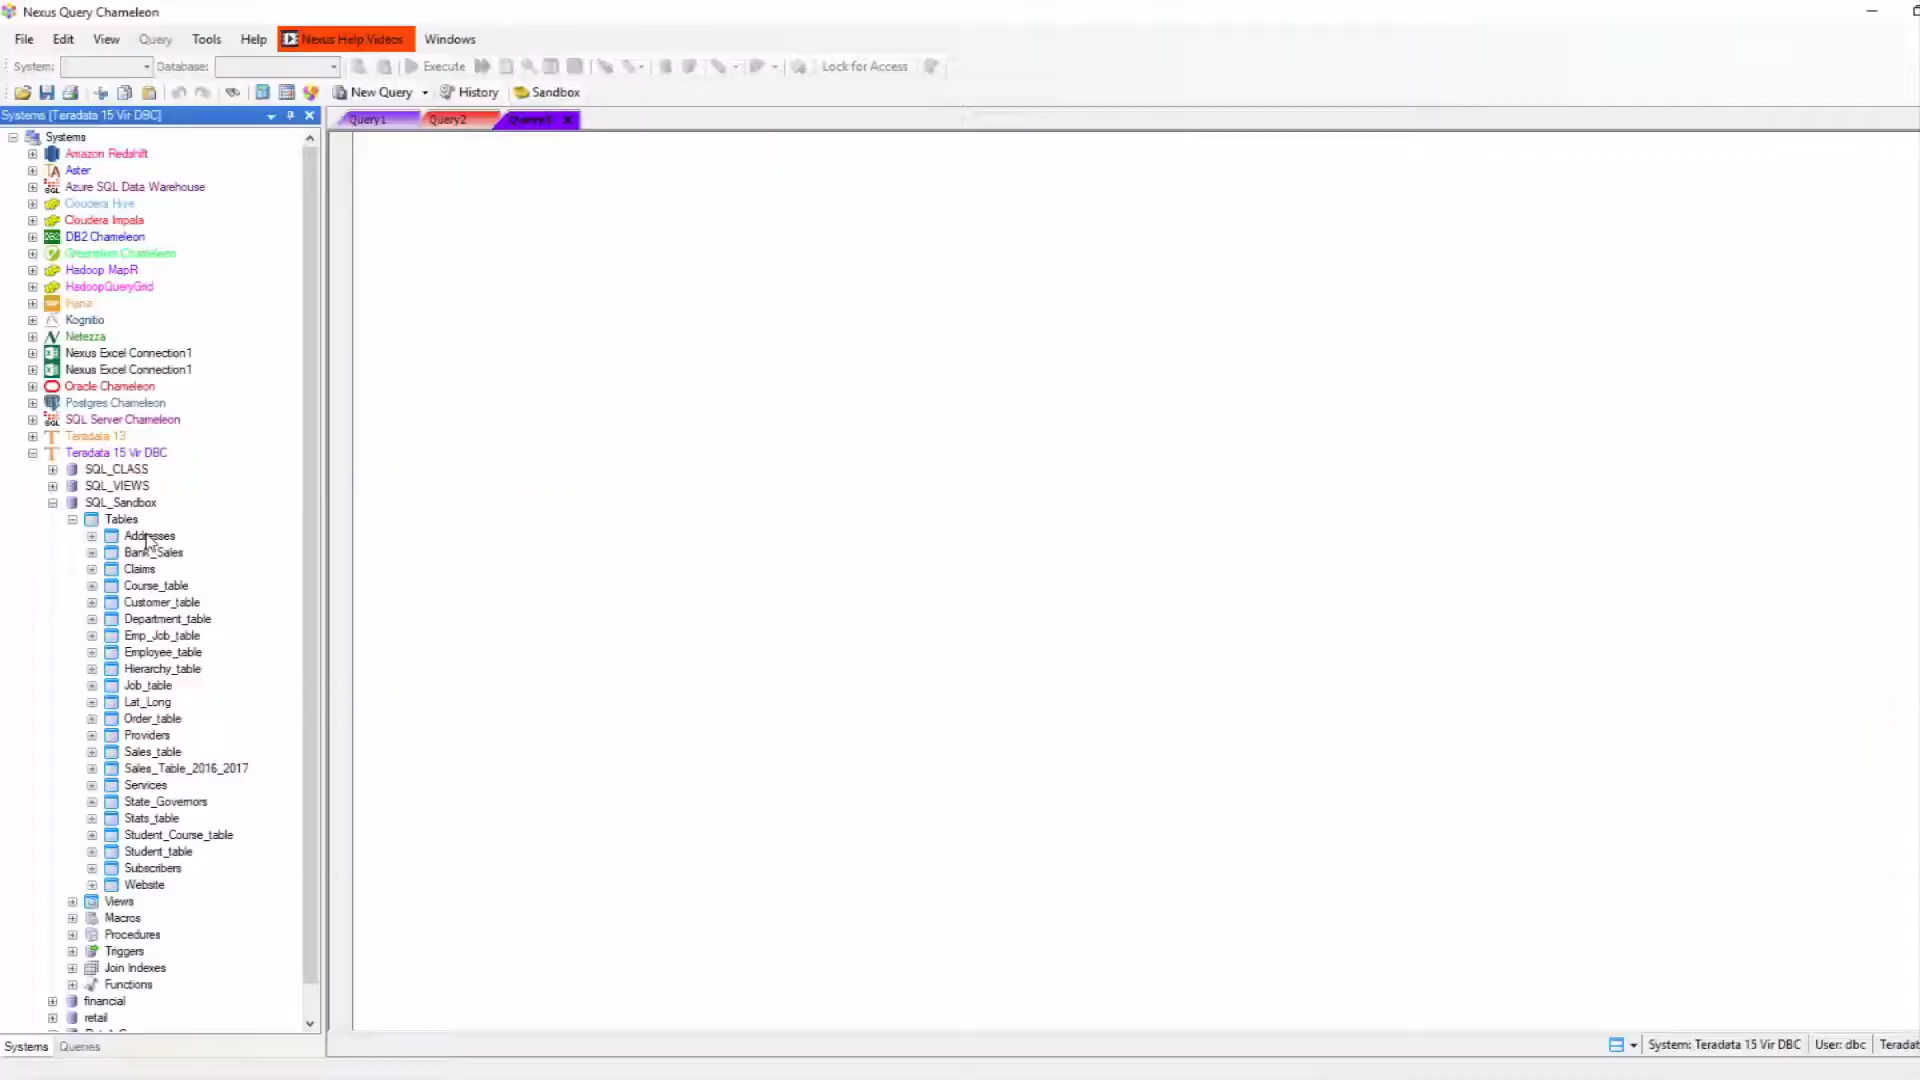 Nexus Query Chameleon
File Edit View Query Tools Help Nexus Help Videos Windows
System: Database: Execute Lock for Access
New Query History Sandbox
Systems [Teradata 15 Vir DBC]
Query1 Query2 Query3
Systems
Amazon Redshift
Aster
Azure SQL Data Warehouse
Cloudera Hive
Cloudera Impala
DB2 Chameleon
Greenplum Chameleon
Hadoop MapR
HadoopQueryGrid
Hana
Kognitio
Netezza
Nexus Excel Connection1
Nexus Excel Connection1
Oracle Chameleon
Postgres Chameleon
SQL Server Chameleon
Teradata 13
Teradata 15 Vir DBC
SQL_CLASS
SQL_VIEWS
SQL_Sandbox
Tables
Addresses
Bank_Sales
Claims
Course_table
Customer_table
Department_table
Emp_Job_table
Employee_table
Hierarchy_table
Job_table
Lat_Long
Order_table
Providers
Sales_table
Sales_Table_2016_2017
Services
State_Governors
Stats_table
Student_Course_table
Student_table
Subscribers
Website
Views
Macros
Procedures
Triggers
Join Indexes
Functions
financial
retail
Systems Queries
System: Teradata 15 Vir DBC User: dbc Teradat